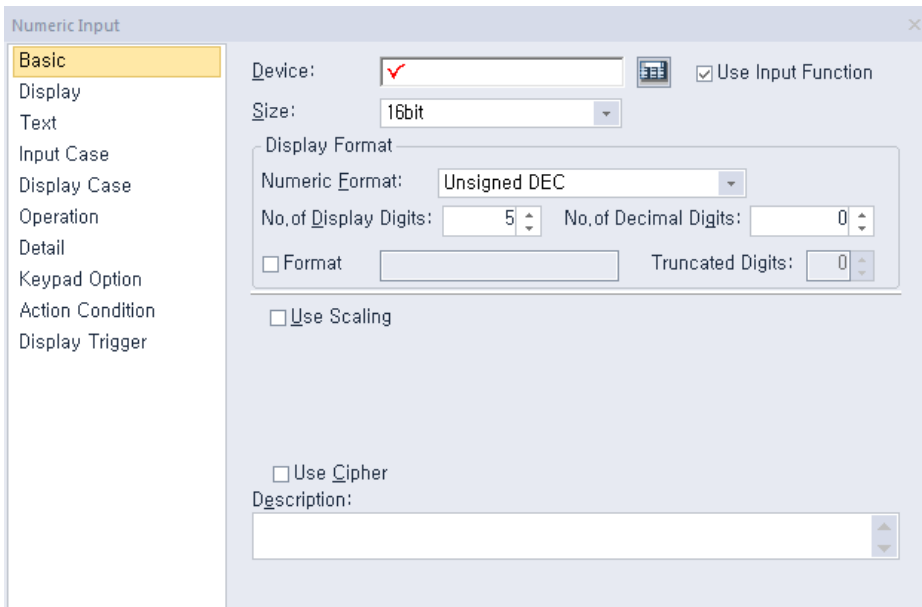 Numeric Input
Basic
Display
Text
Input Case
Display Case
Operation
Detail
Keypad Option
Action Condition
Display Trigger
Device:
Use Input Function
Size: 16bit
Display Format
Numeric Format: Unsigned DEC
No.of Display Digits: 5 No.of Decimal Digits: 0
Format Truncated Digits: 0
Use Scaling
Use Cipher
Description: